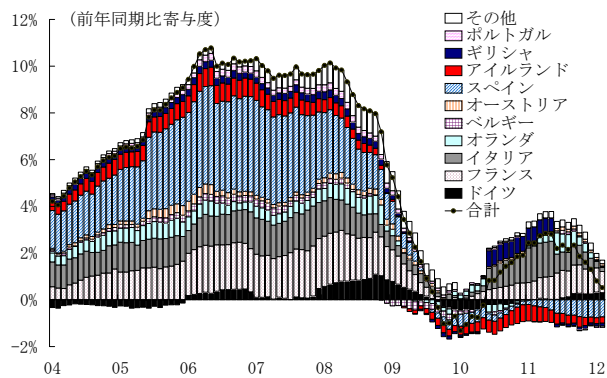 12%
(前年同期比寄与度)
10%
8%
6%
4%
2%
0%
-2%
その他
ポルトガル
ギリシャ
アイルランド
スペイン
オーストリア
ベルギー
オランダ
イタリア
フランス
ドイツ
合計
04 05 06 07 08 09 10 11 12